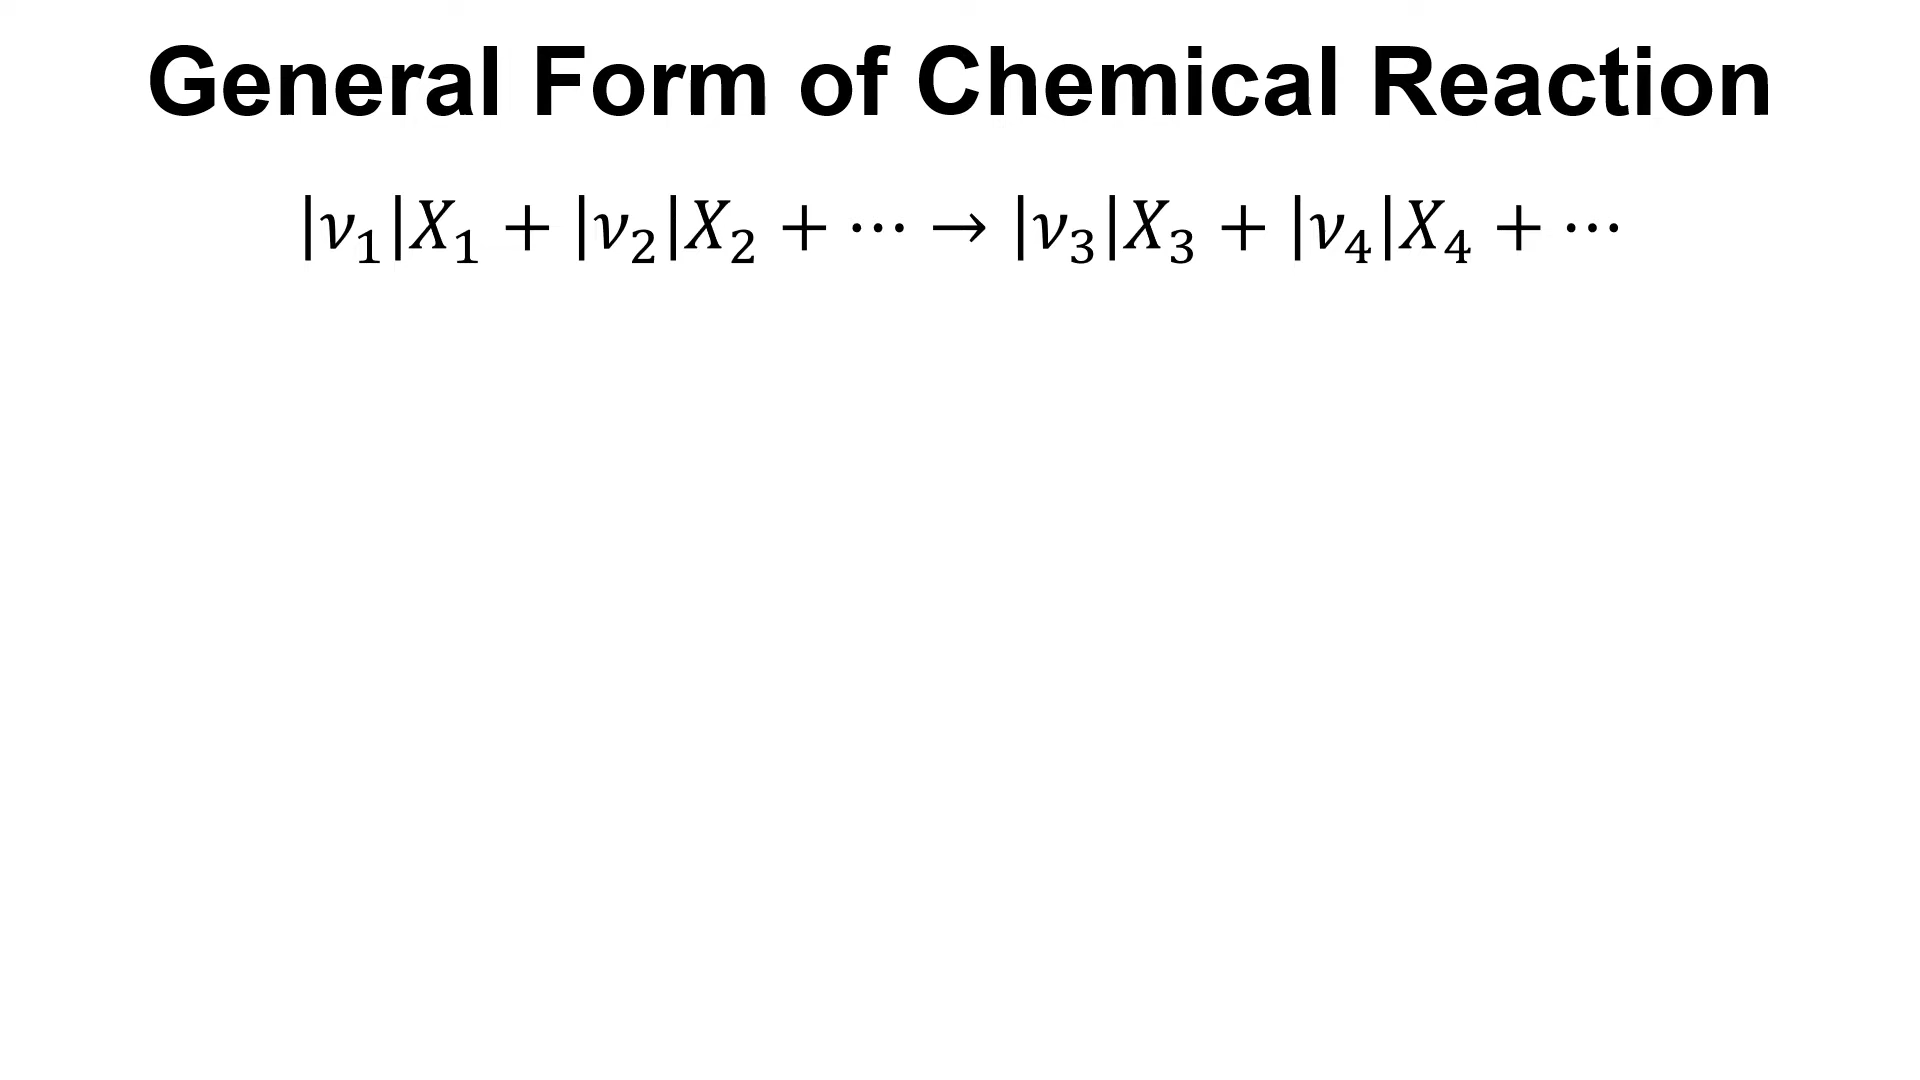 General Form of Chemical Reaction
|ν₁|X₁ + |ν₂|X₂ + ⋯ → |ν₃|X₃ + |ν₄|X₄ + ⋯